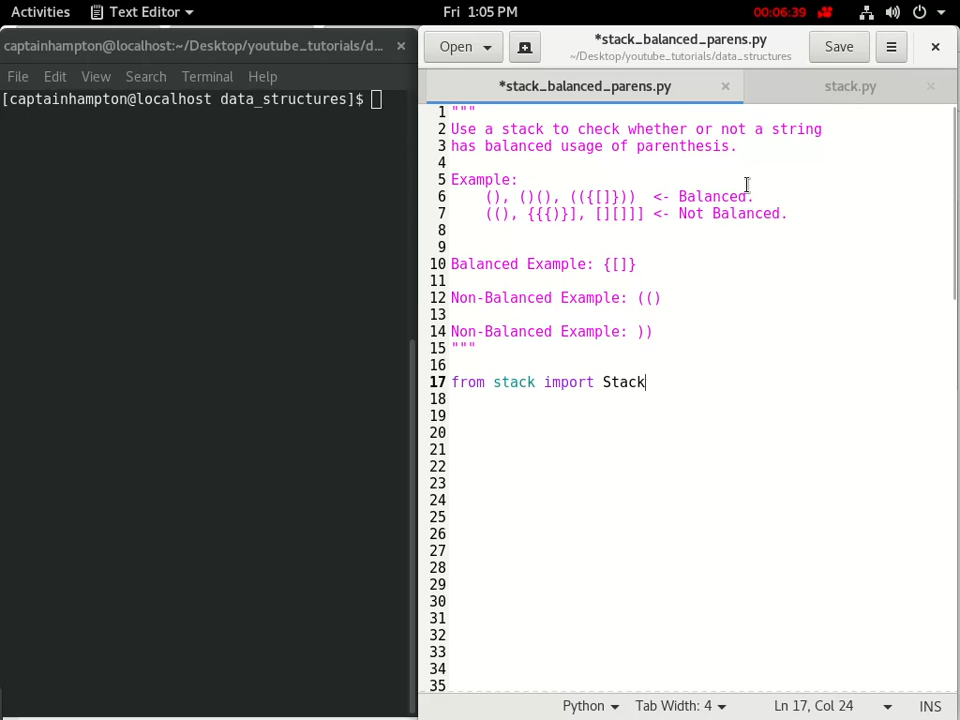 Activities Text Editor Fri 1:05 PM 00:06:39
captainhampton@localhost:~/Desktop/youtube_tutorials/d... ×
File Edit View Search Terminal Help
[captainhampton@localhost data_structures]$
Open *stack_balanced_parens.py Save ×
~/Desktop/youtube_tutorials/data_structures
*stack_balanced_parens.py × stack.py ×
1 """
2 Use a stack to check whether or not a string
3 has balanced usage of parenthesis.
4
5 Example:
6 (), ()(), (({[]})) <- Balanced.
7 ((), {{{)}], [][]]] <- Not Balanced.
8
9
10 Balanced Example: {[]}
11
12 Non-Balanced Example: (()
13
14 Non-Balanced Example: ))
15 """
16
17 from stack import Stack
18
19
20
21
22
23
24
25
26
27
28
29
30
31
32
33
34
35
Python Tab Width: 4 Ln 17, Col 24 INS